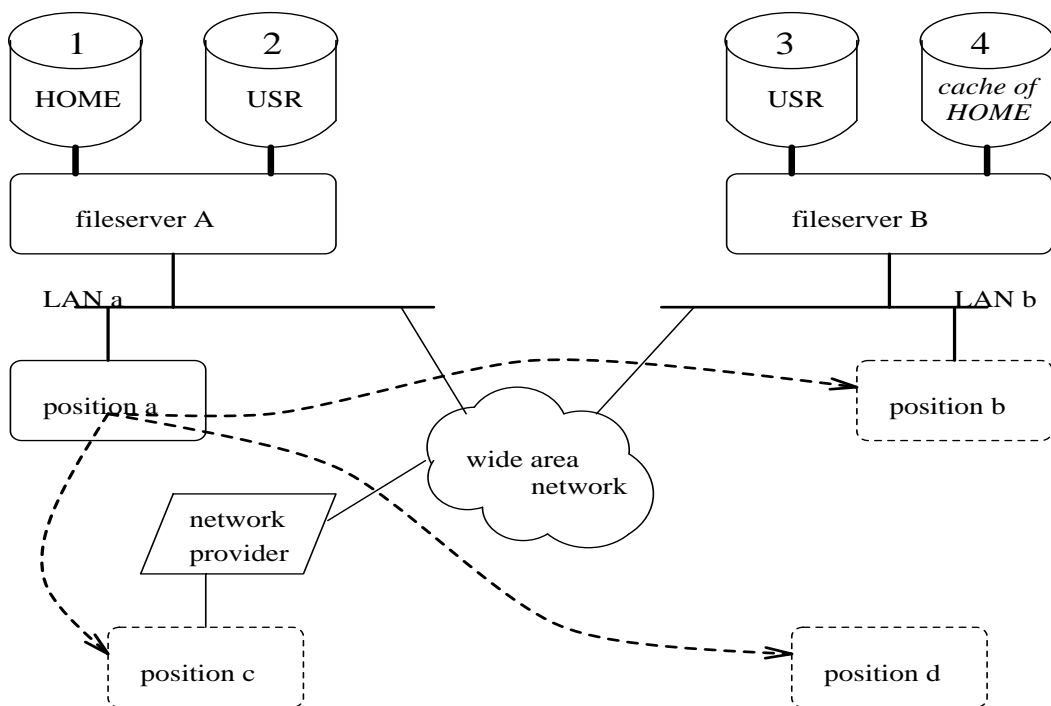 1
2
3
4
HOME
USR
USR
cache of
HOME
fileserver A
fileserver B
LAN a
LAN b
position a
position b
wide area
network
network
provider
position c
position d